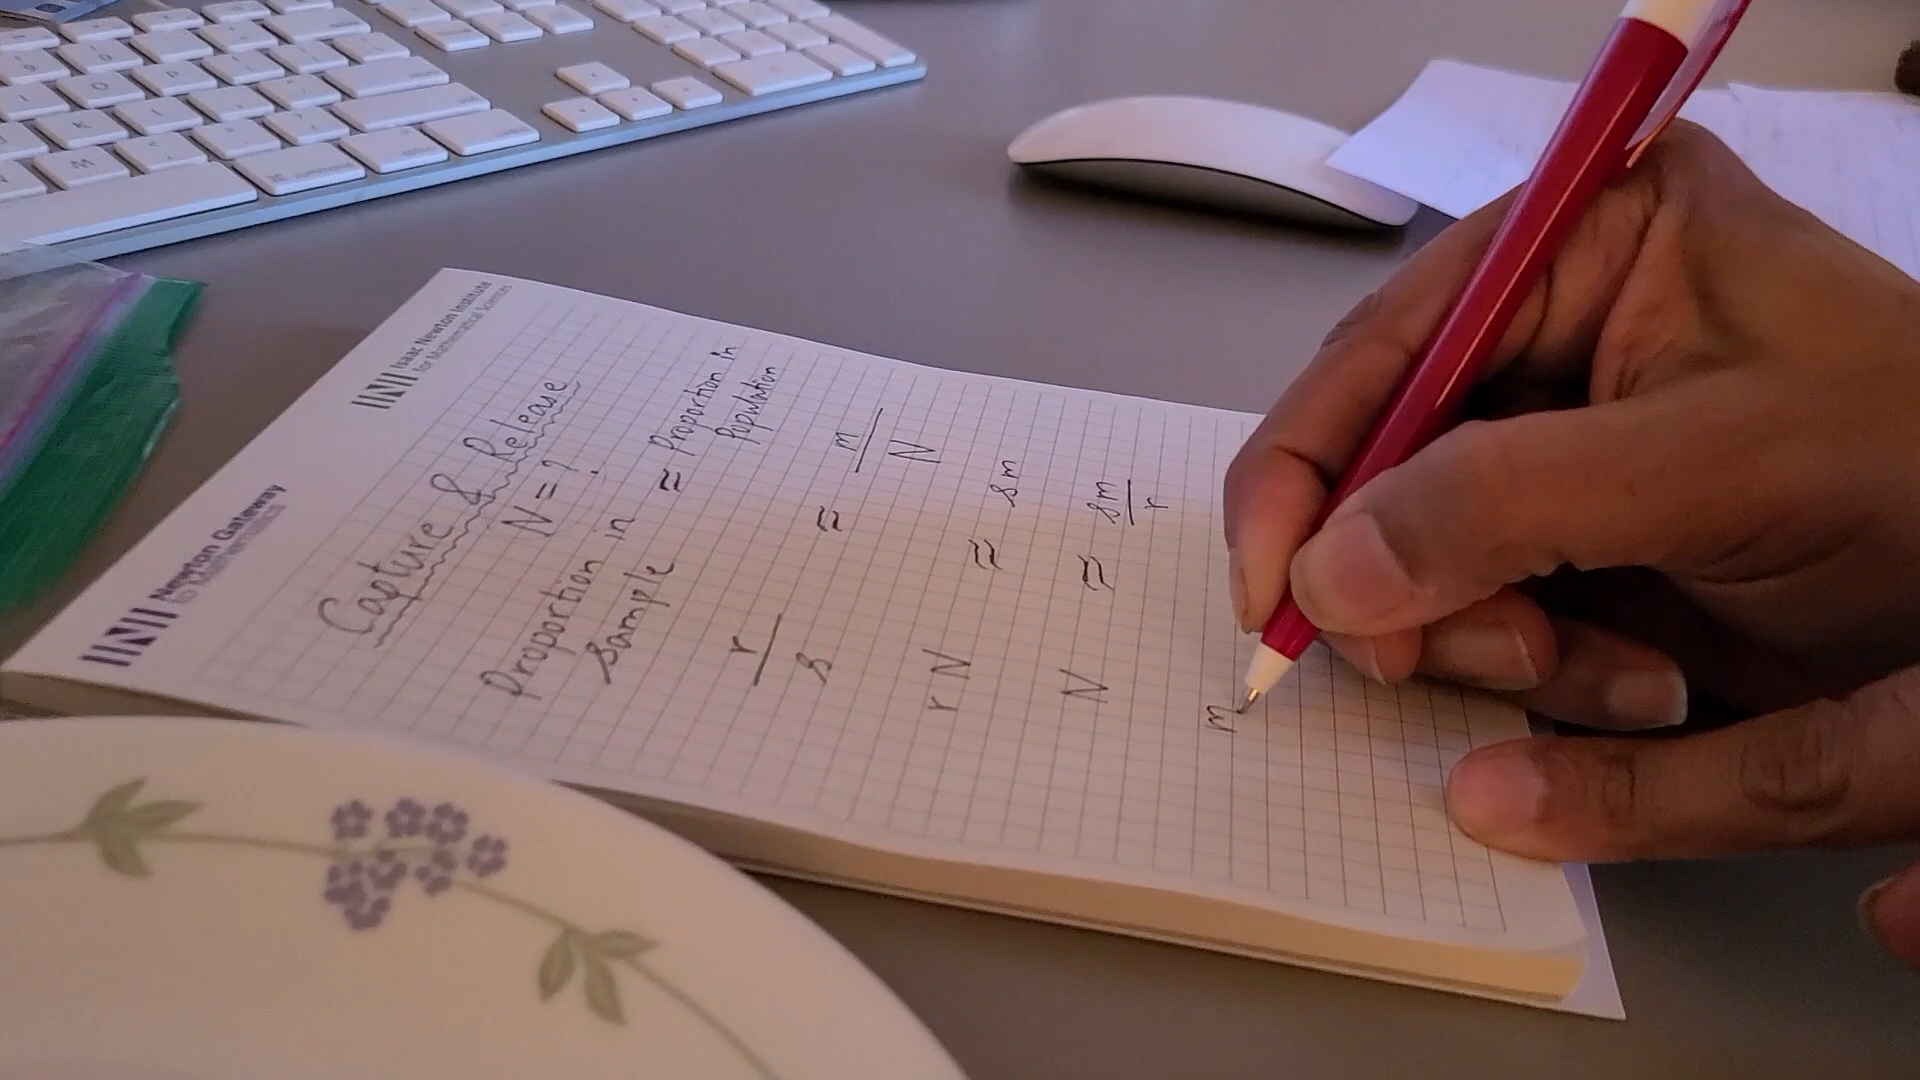 Newton Gateway
to Mathematics
Isaac Newton Institute
for Mathematical Sciences
Capture & Release
N = ?
Proportion in sample ≈ Proportion in Population
r/s ≈ m/N
rN ≈ sm
N ≈ sm/r
m